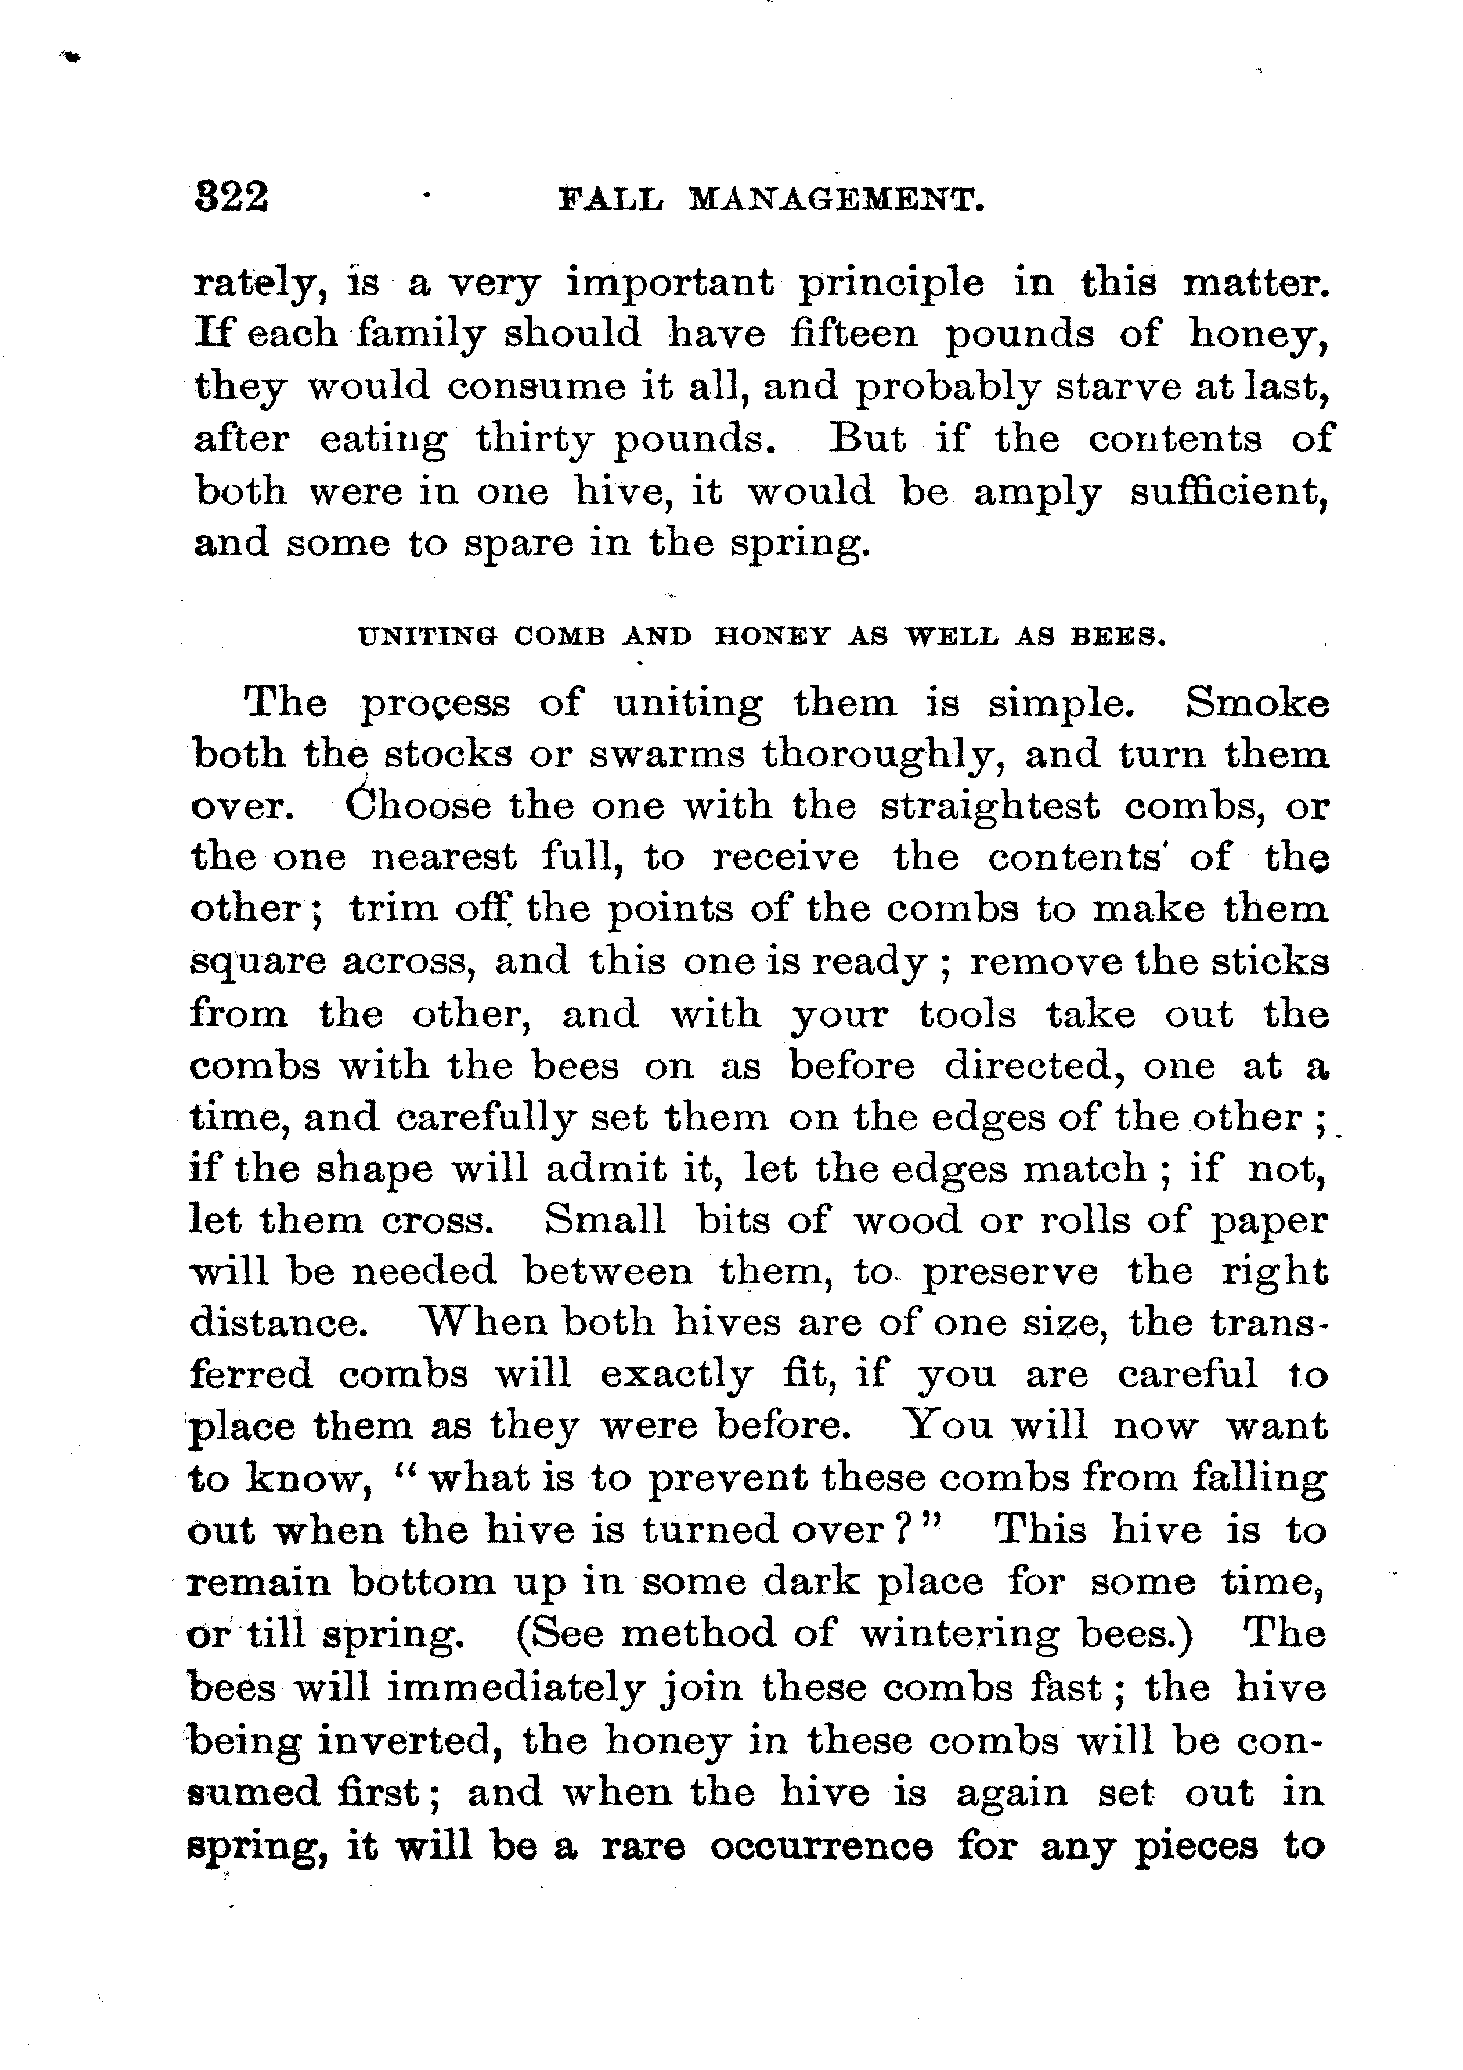 322 FALL MANAGEMENT.
rately, is a very important principle in this matter.
If each family should have fifteen pounds of honey,
they would consume it all, and probably starve at last,
after eating thirty pounds. But if the contents of
both were in one hive, it would be amply sufficient,
and some to spare in the spring.
UNITING COMB AND HONEY AS WELL AS BEES.
The process of uniting them is simple. Smoke
both the stocks or swarms thoroughly, and turn them
over. Choose the one with the straightest combs, or
the one nearest full, to receive the contents of the
other; trim off the points of the combs to make them
square across, and this one is ready; remove the sticks
from the other, and with your tools take out the
combs with the bees on as before directed, one at a
time, and carefully set them on the edges of the other;
if the shape will admit it, let the edges match; if not,
let them cross. Small bits of wood or rolls of paper
will be needed between them, to preserve the right
distance. When both hives are of one size, the trans-
ferred combs will exactly fit, if you are careful to
place them as they were before. You will now want
to know, "what is to prevent these combs from falling
out when the hive is turned over?" This hive is to
remain bottom up in some dark place for some time,
or till spring. (See method of wintering bees.) The
bees will immediately join these combs fast; the hive
being inverted, the honey in these combs will be con-
sumed first; and when the hive is again set out in
spring, it will be a rare occurrence for any pieces to